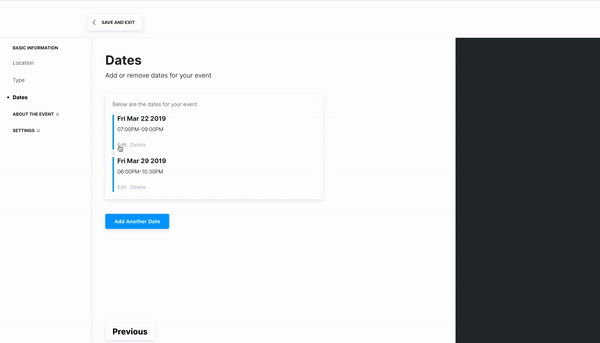 SAVE AND EXIT
BASIC INFORMATION
Location
Type
Dates
ABOUT THE EVENT
SETTINGS
Dates
Add or remove dates for your event
Below are the dates for your event.
Fri Mar 22 2019
07:00PM-09:00PM
Edit Delete
Fri Mar 29 2019
06:00PM-10:30PM
Edit Delete
Add Another Date
Previous